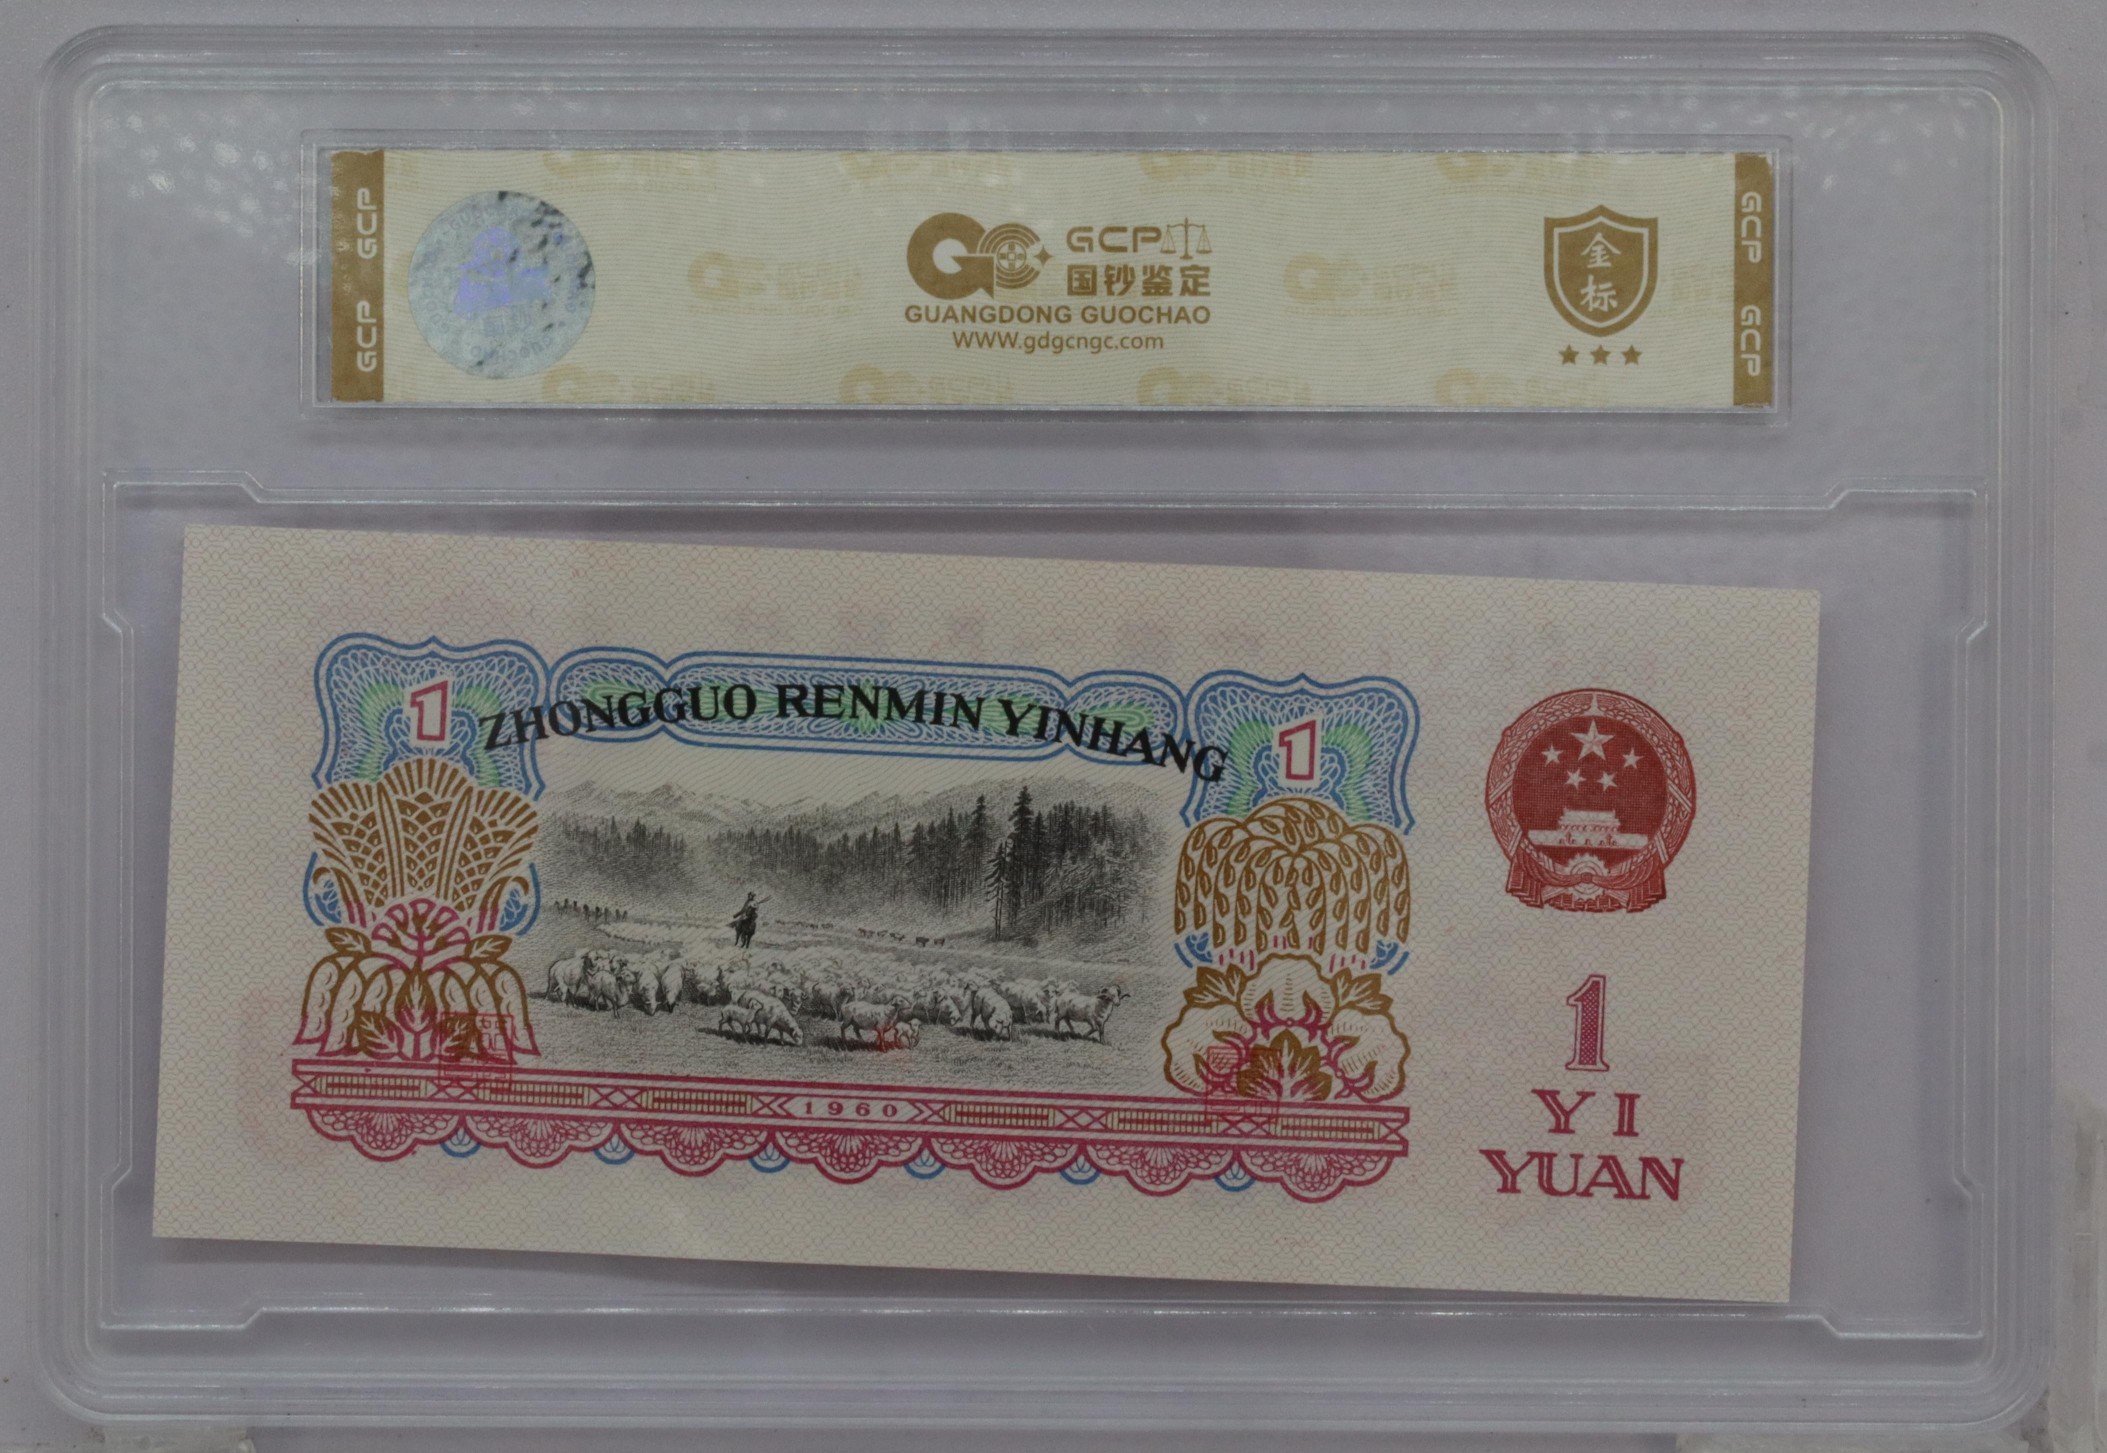 GCP GCP
GCP
国钞鉴定
GUANGDONG GUOCHAO
WWW.gdgcngc.com
金
标
GCP GCP
1
ZHONGGUO RENMIN YINHANG
1
1960
1
YI
YUAN